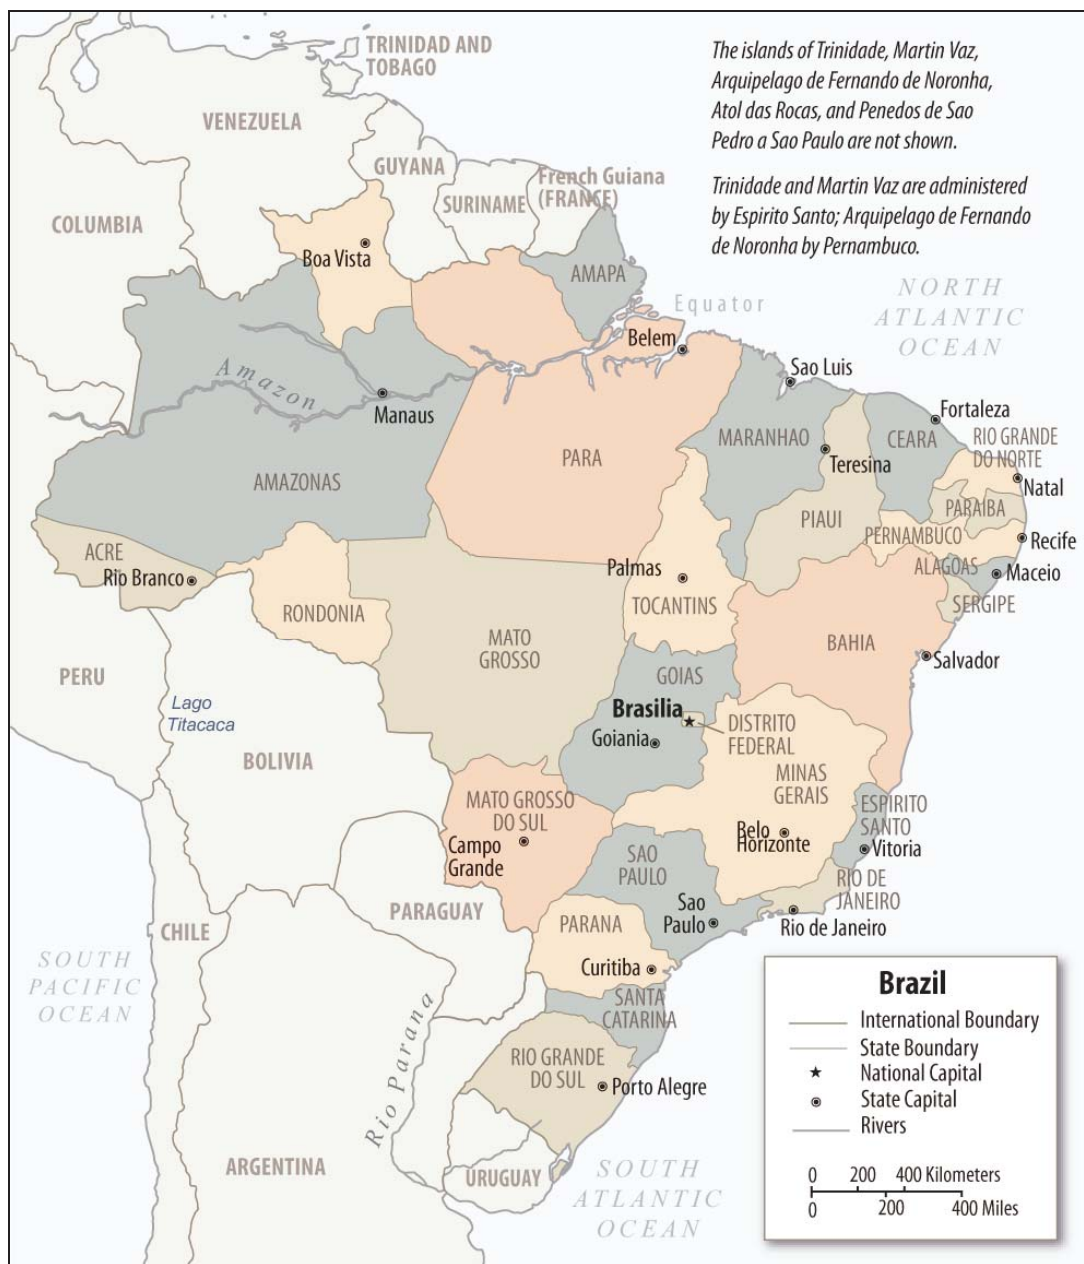 TRINIDAD AND
TOBAGO
The islands of Trinidade, Martin Vaz,
Arquipelago de Fernando de Noronha,
Atol das Rocas, and Penedos de Sao
Pedro a Sao Paulo are not shown.
Trinidade and Martin Vaz are administered
by Espirito Santo; Arquipelago de Fernando
de Noronha by Pernambuco.
VENEZUELA
GUYANA
French Guiana
(FRANCE)
SURINAME
COLUMBIA
Boa Vista
AMAPA
Equator
NORTH
ATLANTIC
OCEAN
Belem
Sao Luis
Amazon
Manaus
Fortaleza
MARANHAO
CEARA
RIO GRANDE
DO NORTE
PARA
Teresina
AMAZONAS
Natal
PARAIBA
PIAUI
PERNAMBUCO
Recife
ACRE
Rio Branco
Palmas
ALAGOAS
Maceio
RONDONIA
TOCANTINS
SERGIPE
MATO
GROSSO
BAHIA
PERU
GOIAS
Salvador
Lago
Titacaca
Brasilia
DISTRITO
FEDERAL
Goiania
BOLIVIA
MINAS
GERAIS
MATO GROSSO
DO SUL
ESPIRITO
SANTO
Campo
Grande
Belo
Horizonte
Vitoria
SAO
PAULO
RIO DE
JANEIRO
PARAGUAY
Sao
Paulo
CHILE
PARANA
Rio de Janeiro
SOUTH
PACIFIC
OCEAN
Curitiba
SANTA
CATARINA
Rio Parana
RIO GRANDE
DO SUL
Porto Alegre
ARGENTINA
URUGUAY
SOUTH
ATLANTIC
OCEAN
Brazil
International Boundary
State Boundary
National Capital
State Capital
Rivers
0 200 400 Kilometers
0 200 400 Miles